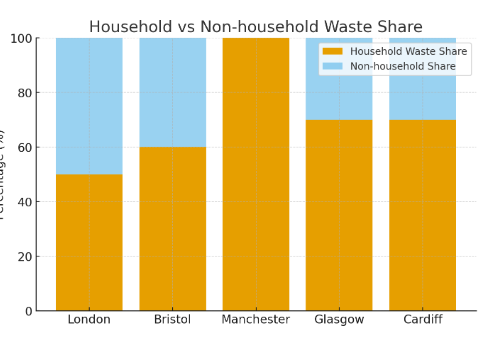 Household vs Non-household Waste Share
100
Household Waste Share
Non-household Share
80
60
40
20
0
Percentage (%)
London Bristol Manchester Glasgow Cardiff